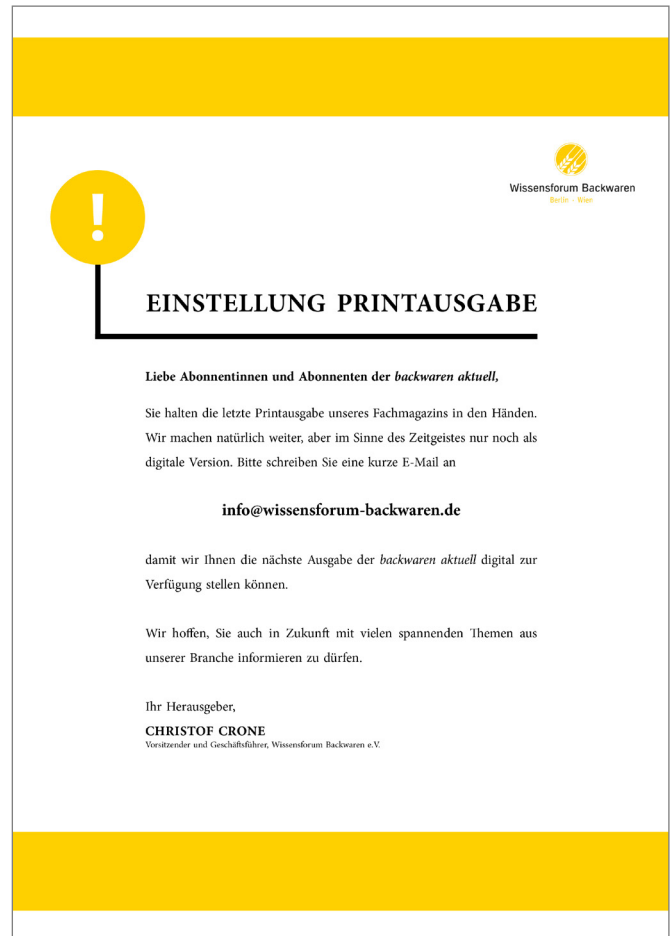 Wissensforum Backwaren
Berlin - Wien
!
EINSTELLUNG PRINTAUSGABE
Liebe Abonnentinnen und Abonnenten der backwaren aktuell,
Sie halten die letzte Printausgabe unseres Fachmagazins in den Händen.
Wir machen natürlich weiter, aber im Sinne des Zeitgeistes nur noch als
digitale Version. Bitte schreiben Sie eine kurze E-Mail an
info@wissensforum-backwaren.de
damit wir Ihnen die nächste Ausgabe der backwaren aktuell digital zur
Verfügung stellen können.
Wir hoffen, Sie auch in Zukunft mit vielen spannenden Themen aus
unserer Branche informieren zu dürfen.
Ihr Herausgeber,
CHRISTOF CRONE
Vorsitzender und Geschäftsführer, Wissensforum Backwaren e.V.